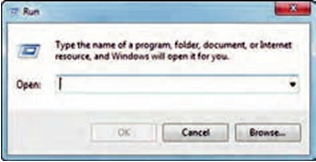 Run
Type the name of a program, folder, document, or Internet
resource, and Windows will open it for you.
Open:
OK Cancel Browse...